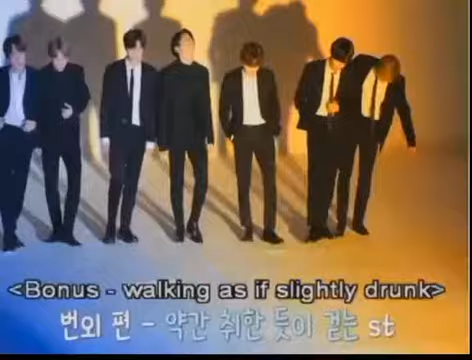 <Bonus - walking as if slightly drunk>
번외 편 - 약간 취한 듯이 걷는 st